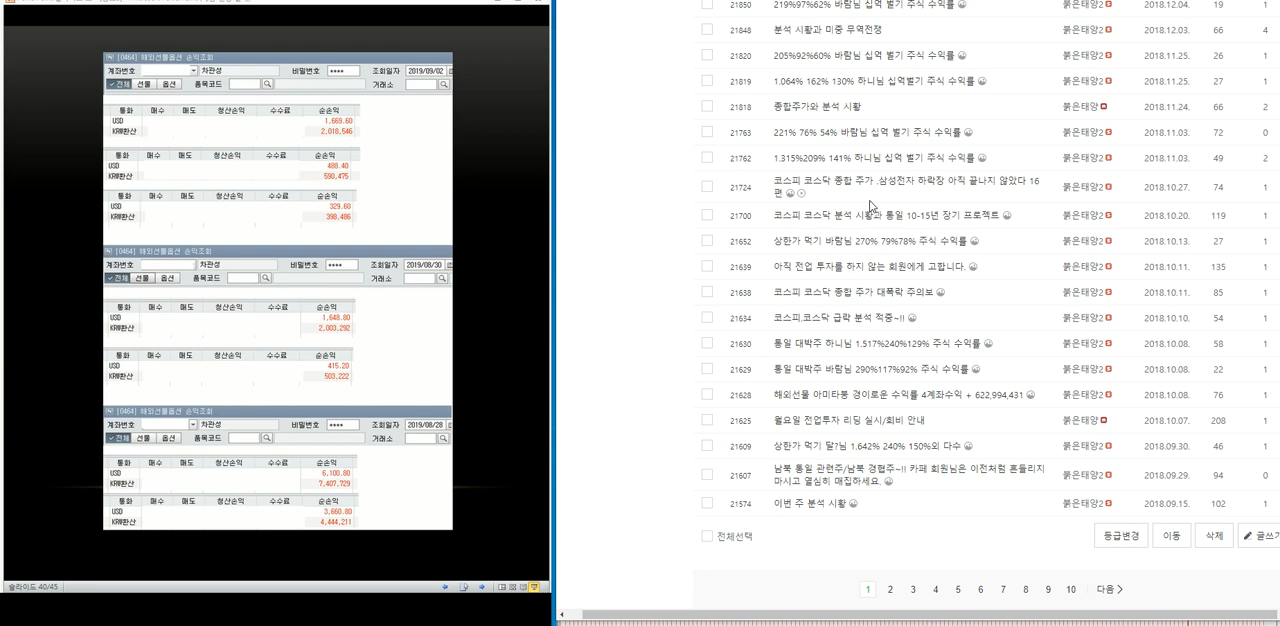 [0464] 해외선물옵션 손익조회
계좌번호 차관성 비밀번호 **** 조회일자 2019/09/02
전체 선물 옵션 품목코드 거래소
통화 매수 매도 청산손익 수수료 순손익
USD 1,669.60
KRW환산 2,018,546
통화 매수 매도 청산손익 수수료 순손익
USD 488.40
KRW환산 590,475
통화 매수 매도 청산손익 수수료 순손익
USD 329.60
KRW환산 398,486
[0464] 해외선물옵션 손익조회
계좌번호 차관성 비밀번호 **** 조회일자 2019/08/30
전체 선물 옵션 품목코드 거래소
통화 매수 매도 청산손익 수수료 순손익
USD 1,648.80
KRW환산 2,003,292
통화 매수 매도 청산손익 수수료 순손익
USD 415.20
KRW환산 503,222
[0464] 해외선물옵션 손익조회
계좌번호 차관성 비밀번호 **** 조회일자 2019/08/28
전체 선물 옵션 품목코드 거래소
통화 매수 매도 청산손익 수수료 순손익
USD 6,100.80
KRW환산 7,407,729
통화 매수 매도 청산손익 수수료 순손익
USD 3,660.80
KRW환산 4,444,211
슬라이드 40/45
21850 219%97%62% 바람님 십역 벌기 주식 수익률 붉은태양2 2018.12.04. 19 1
21848 분석 시황과 미중 무역전쟁 붉은태양2 2018.12.03. 66 4
21820 205%92%60% 바람님 십역 벌기 주식 수익률 붉은태양2 2018.11.25. 26 1
21819 1.064% 162% 130% 하니님 십역벌기 주식 수익률 붉은태양2 2018.11.25. 27 1
21818 종합주가와 분석 시황 붉은태양 2018.11.24. 66 2
21763 221% 76% 54% 바람님 십역 벌기 주식 수익률 붉은태양2 2018.11.03. 72 0
21762 1.315%209% 141% 하니님 십역 벌기 주식 수익률 붉은태양2 2018.11.03. 49 2
21724 코스피 코스닥 종합 주가 .삼성전자 하락장 아직 끝나지 않았다 16
편 붉은태양2 2018.10.27. 74 1
21700 코스피 코스닥 분석 시황과 통일 10-15년 장기 프로젝트 붉은태양2 2018.10.20. 119 1
21652 상한가 먹기 바람님 270% 79%78% 주식 수익률 붉은태양2 2018.10.13. 27 1
21639 아직 전업 투자를 하지 않는 회원에게 고합니다. 붉은태양2 2018.10.11. 135 1
21638 코스피 코스닥 종합 주가 대폭락 주의보 붉은태양2 2018.10.11. 85 1
21634 코스피,코스닥 급락 분석 적중~!! 붉은태양2 2018.10.10. 54 1
21630 통일 대박주 하니님 1.517%240%129% 주식 수익률 붉은태양2 2018.10.08. 58 1
21629 통일 대박주 바람님 290%117%92% 주식 수익률 붉은태양2 2018.10.08. 22 1
21628 해외선물 아미타불 경이로운 수익률 4계좌수익 + 622,994,431 붉은태양2 2018.10.08. 76 1
21625 월요일 전업투자 리딩 실시/회비 안내 붉은태양 2018.10.07. 208 1
21609 상한가 먹기 달?님 1.642% 240% 150%외 다수 붉은태양2 2018.09.30. 46 1
21607 남북 통일 관련주/남북 경협주~!! 카페 회원님은 이전처럼 흔들리지
마시고 열심히 매집하세요. 붉은태양2 2018.09.29. 94 0
21574 이번 주 분석 시황 붉은태양2 2018.09.15. 102 1
전체선택 등급변경 이동 삭제 글쓰기
1 2 3 4 5 6 7 8 9 10 다음